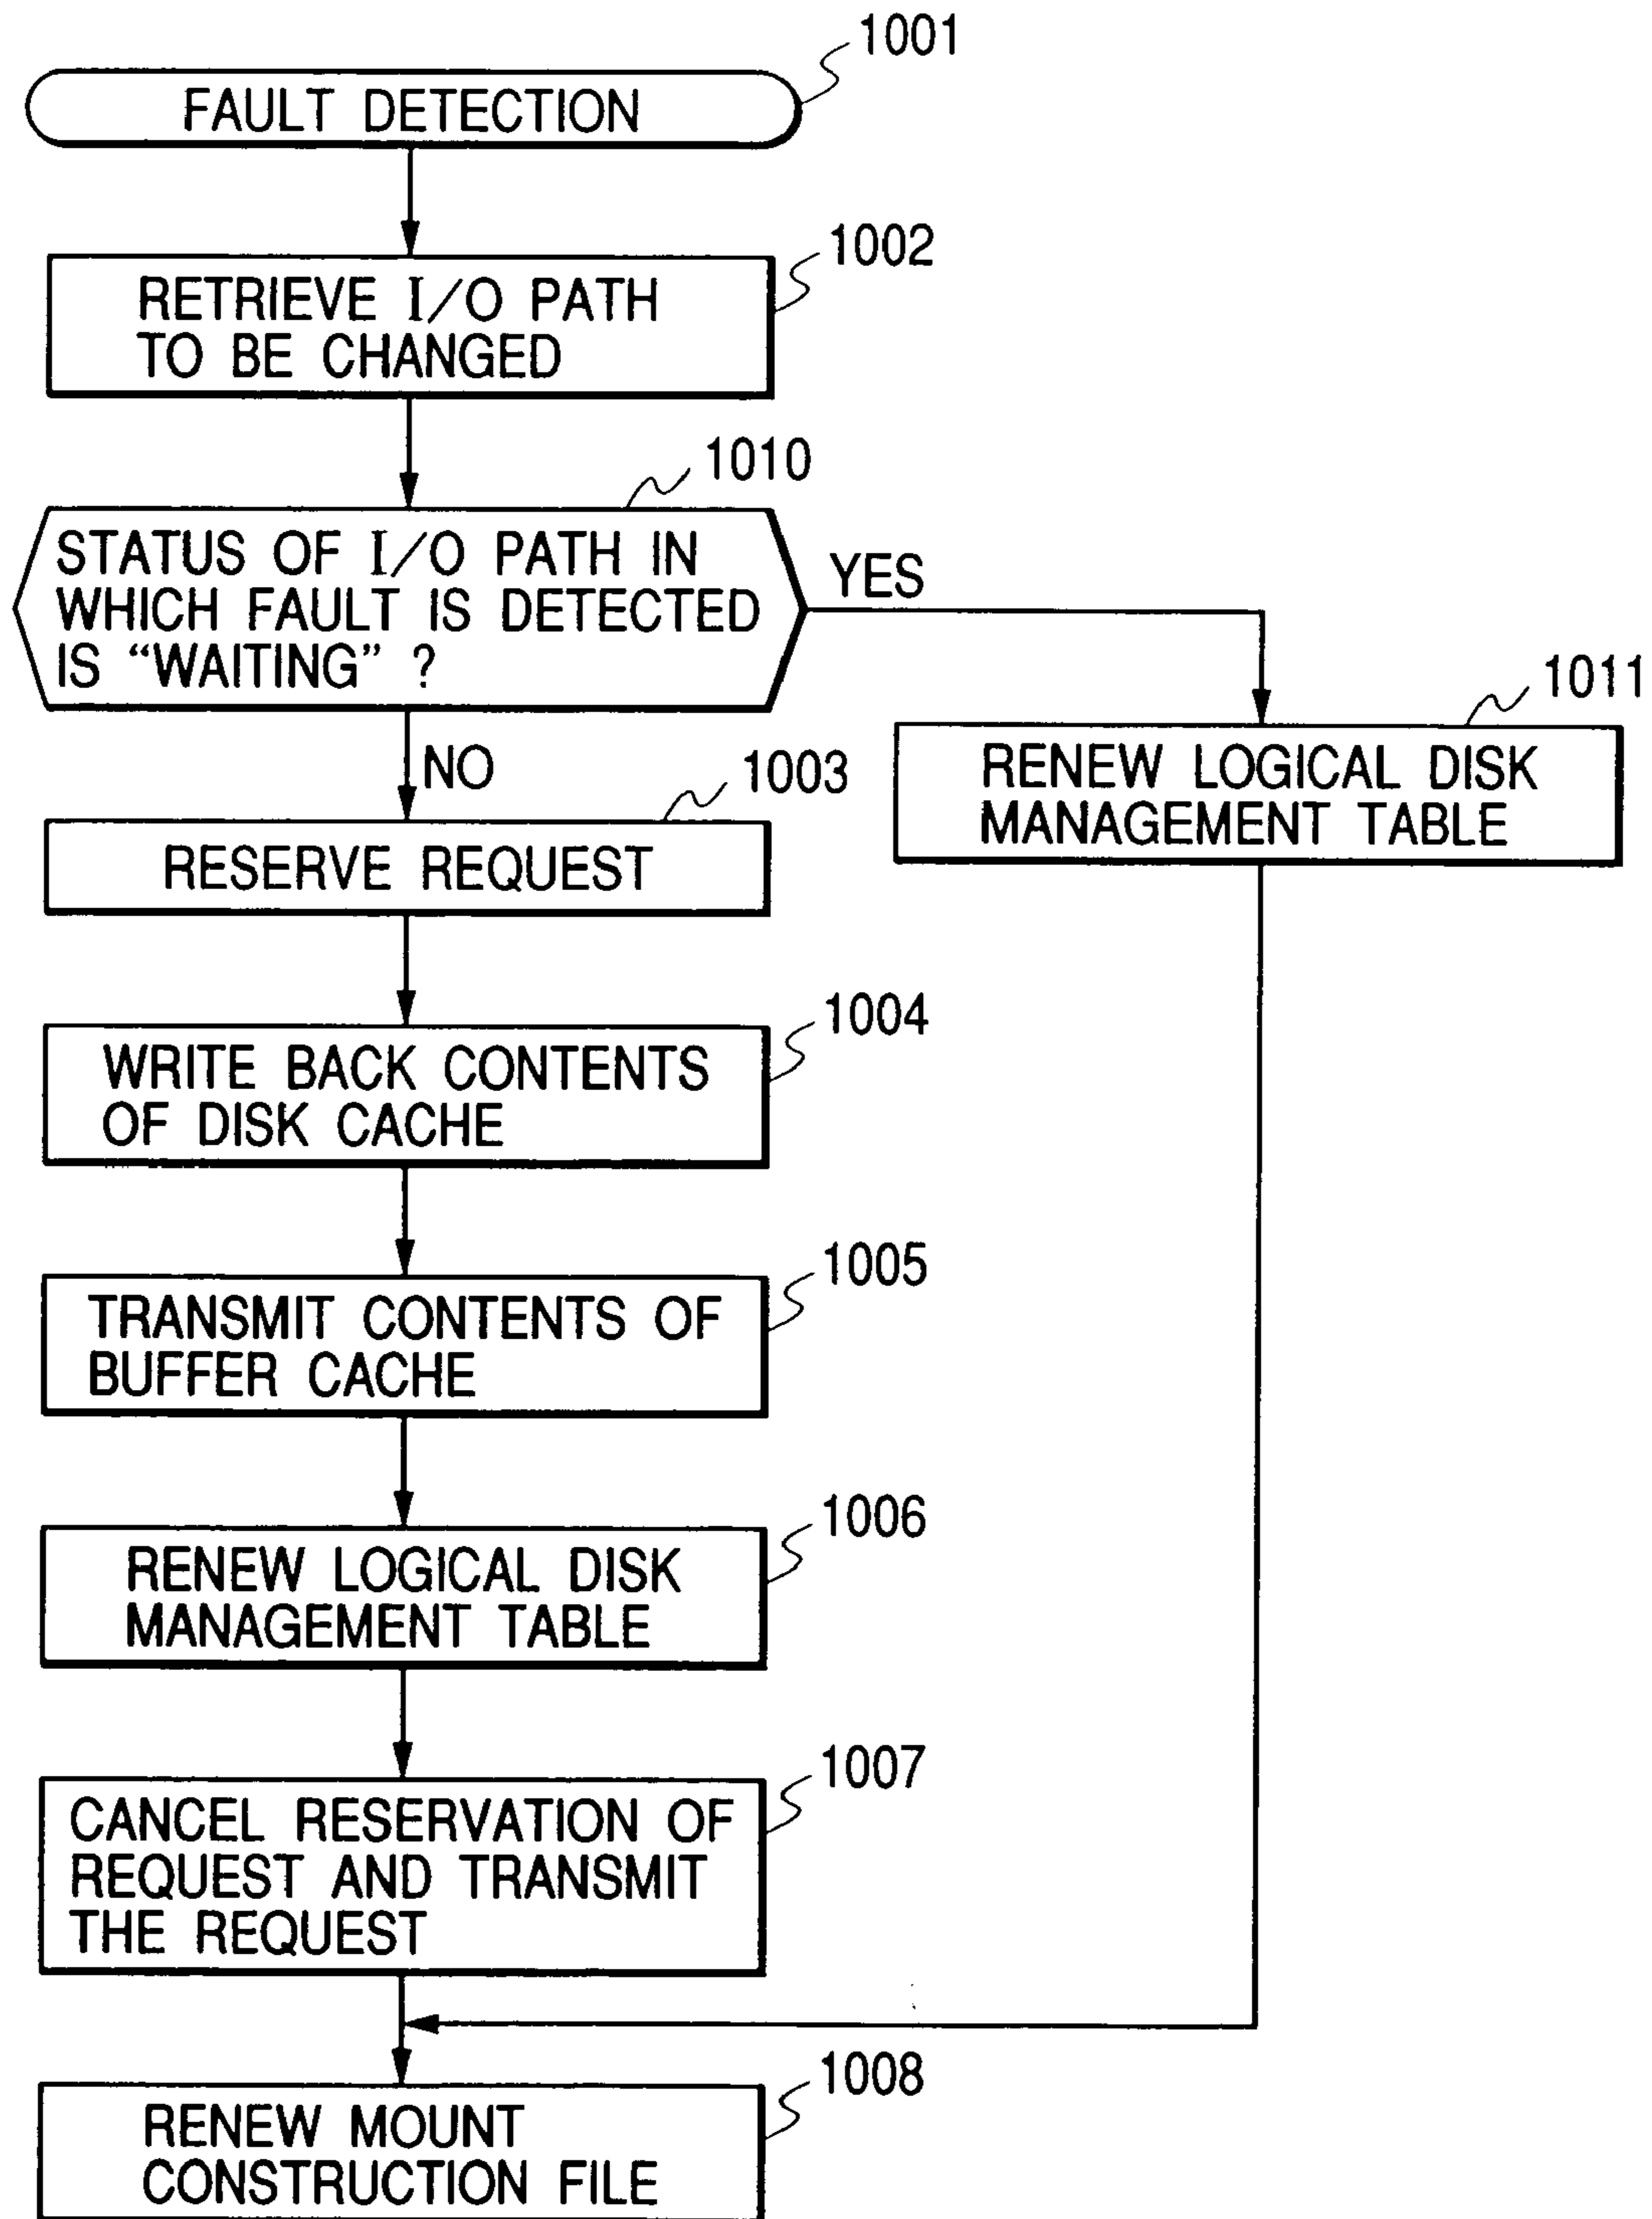 1001
FAULT DETECTION
1002
RETRIEVE I/O PATH
TO BE CHANGED
1010
STATUS OF I/O PATH IN
WHICH FAULT IS DETECTED
IS “WAITING” ?
YES
NO
1011
RENEW LOGICAL DISK
MANAGEMENT TABLE
1003
RESERVE REQUEST
1004
WRITE BACK CONTENTS
OF DISK CACHE
1005
TRANSMIT CONTENTS OF
BUFFER CACHE
1006
RENEW LOGICAL DISK
MANAGEMENT TABLE
1007
CANCEL RESERVATION OF
REQUEST AND TRANSMIT
THE REQUEST
1008
RENEW MOUNT
CONSTRUCTION FILE